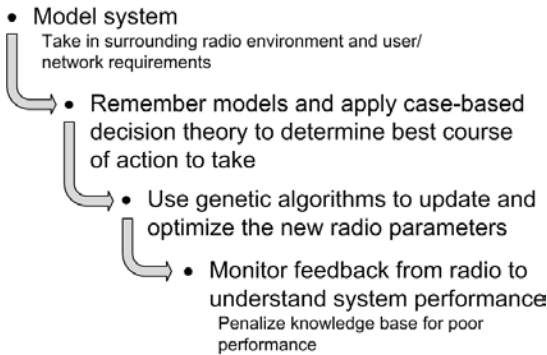 • Model system
Take in surrounding radio environment and user/
network requirements
• Remember models and apply case-based
decision theory to determine best course
of action to take
• Use genetic algorithms to update and
optimize the new radio parameters
• Monitor feedback from radio to
understand system performance
Penalize knowledge base for poor
performance